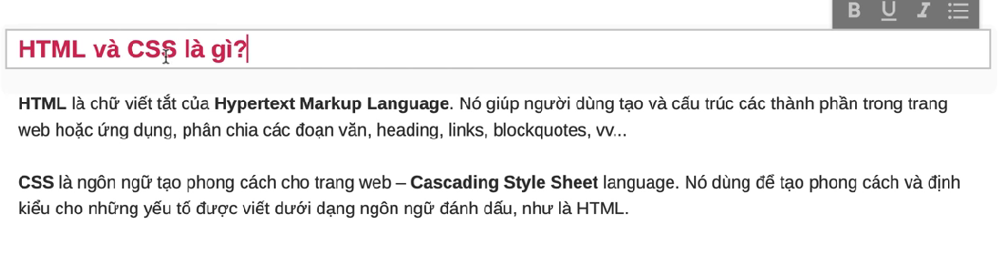 B U I
HTML và CSS là gì?
HTML là chữ viết tắt của Hypertext Markup Language. Nó giúp người dùng tạo và cấu trúc các thành phần trong trang
web hoặc ứng dụng, phân chia các đoạn văn, heading, links, blockquotes, vv...
CSS là ngôn ngữ tạo phong cách cho trang web – Cascading Style Sheet language. Nó dùng để tạo phong cách và định
kiểu cho những yếu tố được viết dưới dạng ngôn ngữ đánh dấu, như là HTML.